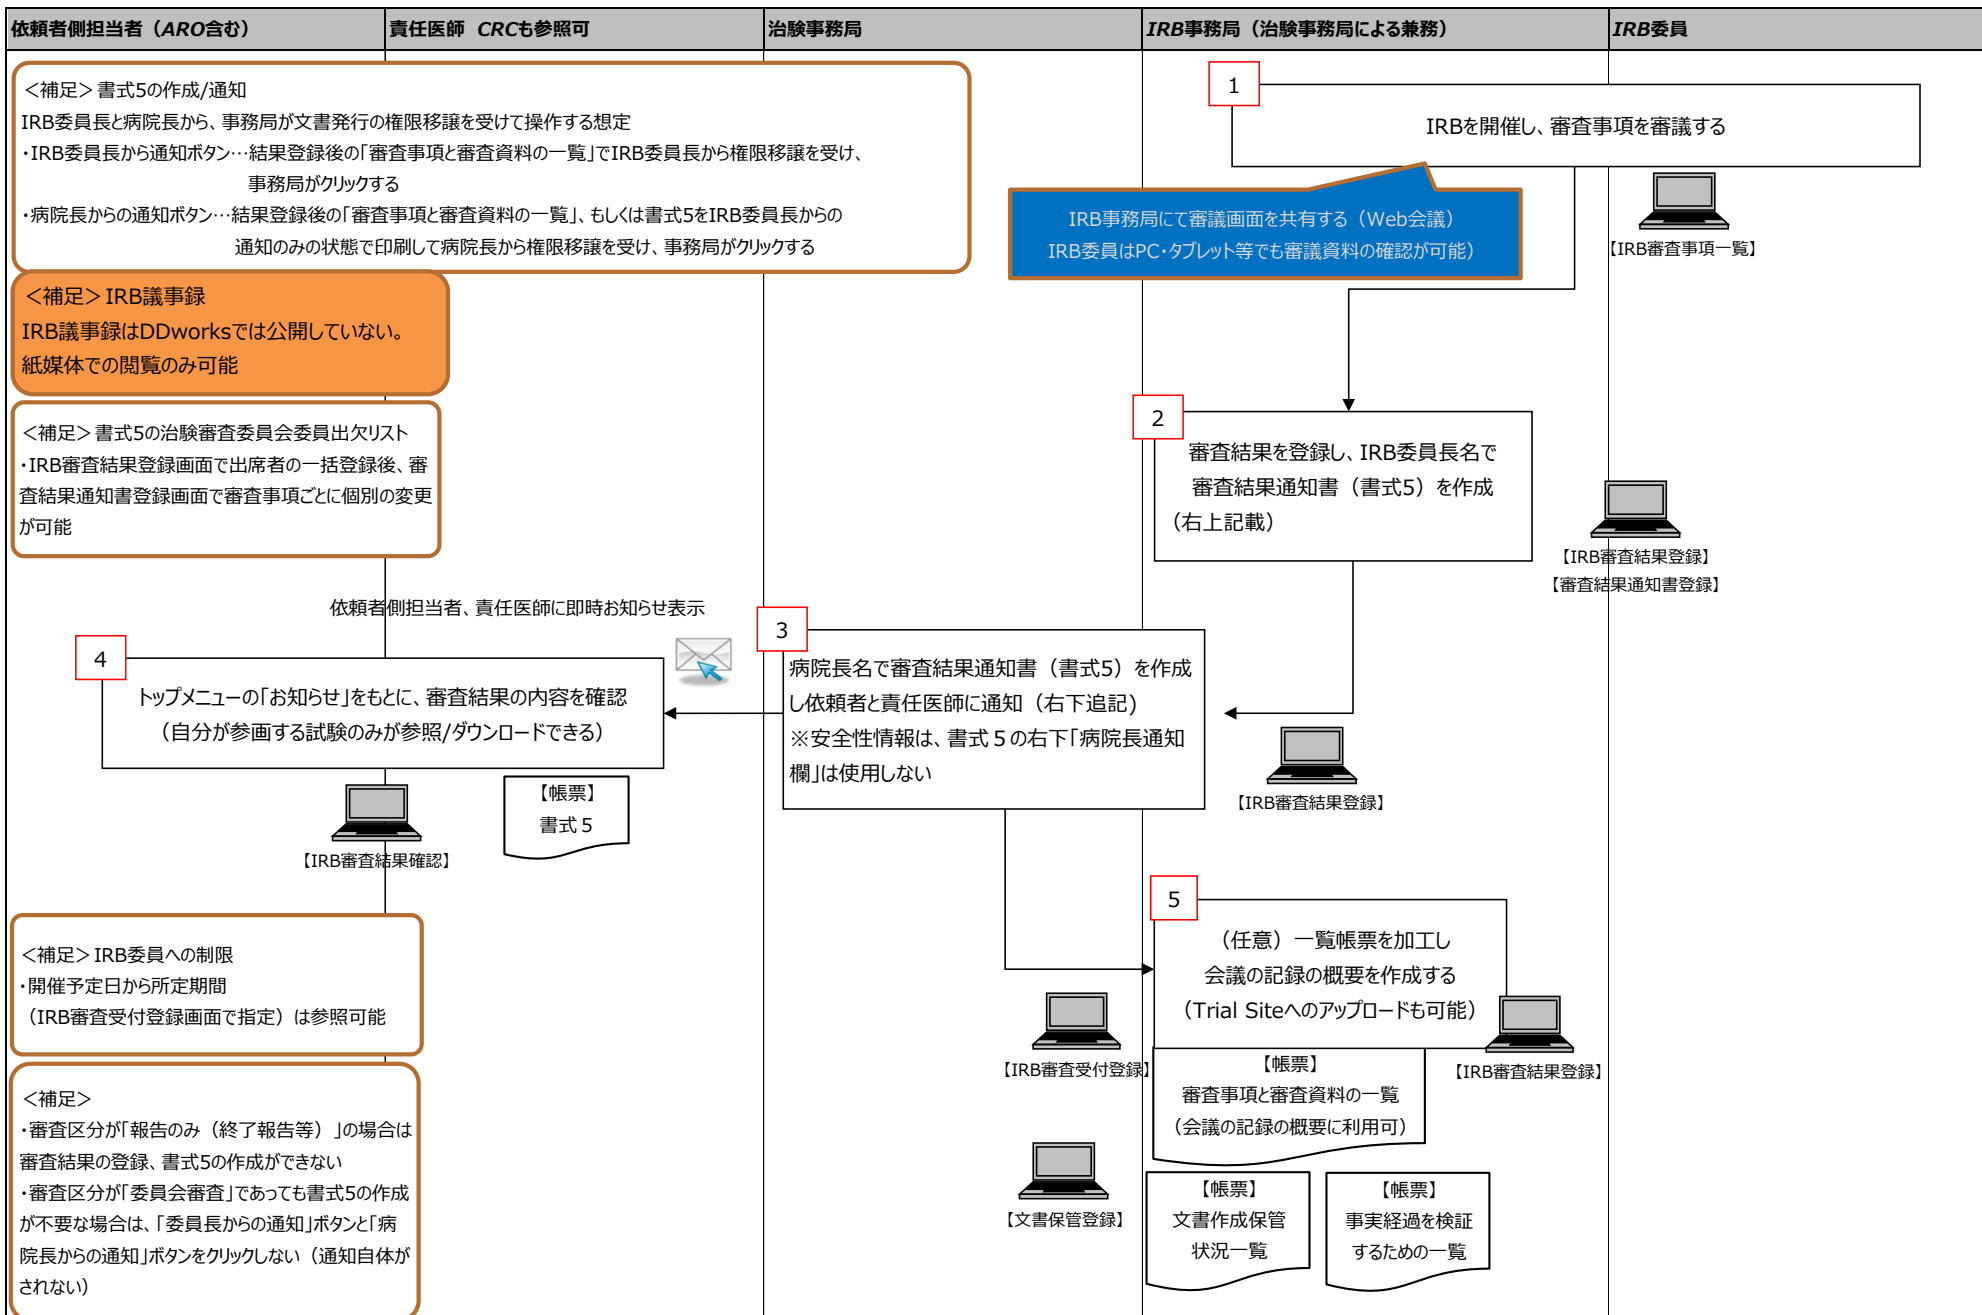 依頼者側担当者（ARO含む）
責任医師 CRCも参照可
治験事務局
IRB事務局（治験事務局による兼務）
IRB委員
＜補足＞書式5の作成/通知
IRB委員長と病院長から、事務局が文書発行の権限移譲を受けて操作する想定
・IRB委員長から通知ボタン…結果登録後の「審査事項と審査資料の一覧」でIRB委員長から権限移譲を受け、
事務局がクリックする
・病院長からの通知ボタン…結果登録後の「審査事項と審査資料の一覧」、もしくは書式5をIRB委員長からの
通知のみの状態で印刷して病院長から権限移譲を受け、事務局がクリックする
1
IRBを開催し、審査事項を審議する
IRB事務局にて審議画面を共有する（Web会議）
IRB委員はPC・タブレット等でも審議資料の確認が可能）
【IRB審査事項一覧】
＜補足＞IRB議事録
IRB議事録はDDworksでは公開していない。
紙媒体での閲覧のみ可能
＜補足＞書式5の治験審査委員会委員出欠リスト
・IRB審査結果登録画面で出席者の一括登録後、審
査結果通知書登録画面で審査事項ごとに個別の変更
が可能
2
審査結果を登録し、IRB委員長名で
審査結果通知書（書式5）を作成
（右上記載）
【IRB審査結果登録】
【審査結果通知書登録】
依頼者側担当者、責任医師に即時お知らせ表示
3
病院長名で審査結果通知書（書式5）を作成
し依頼者と責任医師に通知（右下追記)
※安全性情報は、書式５の右下「病院長通知
欄」は使用しない
【IRB審査結果登録】
4
トップメニューの「お知らせ」をもとに、審査結果の内容を確認
（自分が参画する試験のみが参照/ダウンロードできる）
【IRB審査結果確認】
【帳票】
書式５
5
（任意）一覧帳票を加工し
会議の記録の概要を作成する
（Trial Siteへのアップロードも可能）
【IRB審査受付登録】
【IRB審査結果登録】
【帳票】
審査事項と審査資料の一覧
（会議の記録の概要に利用可）
【文書保管登録】
【帳票】
文書作成保管
状況一覧
【帳票】
事実経過を検証
するための一覧
＜補足＞IRB委員への制限
・開催予定日から所定期間
（IRB審査受付登録画面で指定）は参照可能
＜補足＞
・審査区分が「報告のみ（終了報告等）」の場合は
審査結果の登録、書式5の作成ができない
・審査区分が「委員会審査」であっても書式5の作成
が不要な場合は、「委員長からの通知」ボタンと「病
院長からの通知」ボタンをクリックしない（通知自体が
されない）